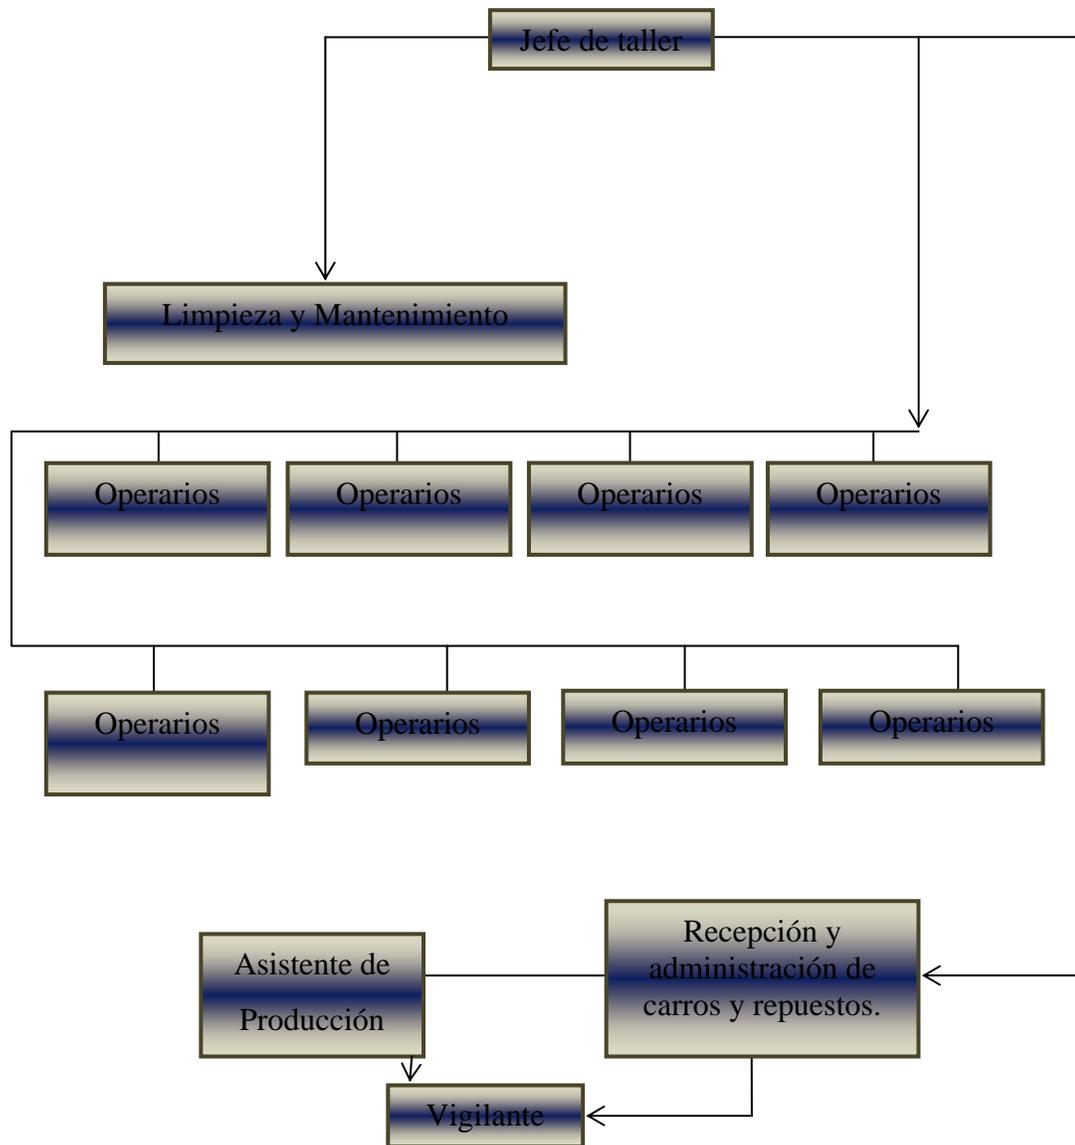 Jefe de taller
Limpieza y Mantenimiento
Operarios
Operarios
Operarios
Operarios
Operarios
Operarios
Operarios
Operarios
Asistente de
Producción
Recepción y
administración de
carros y repuestos.
Vigilante